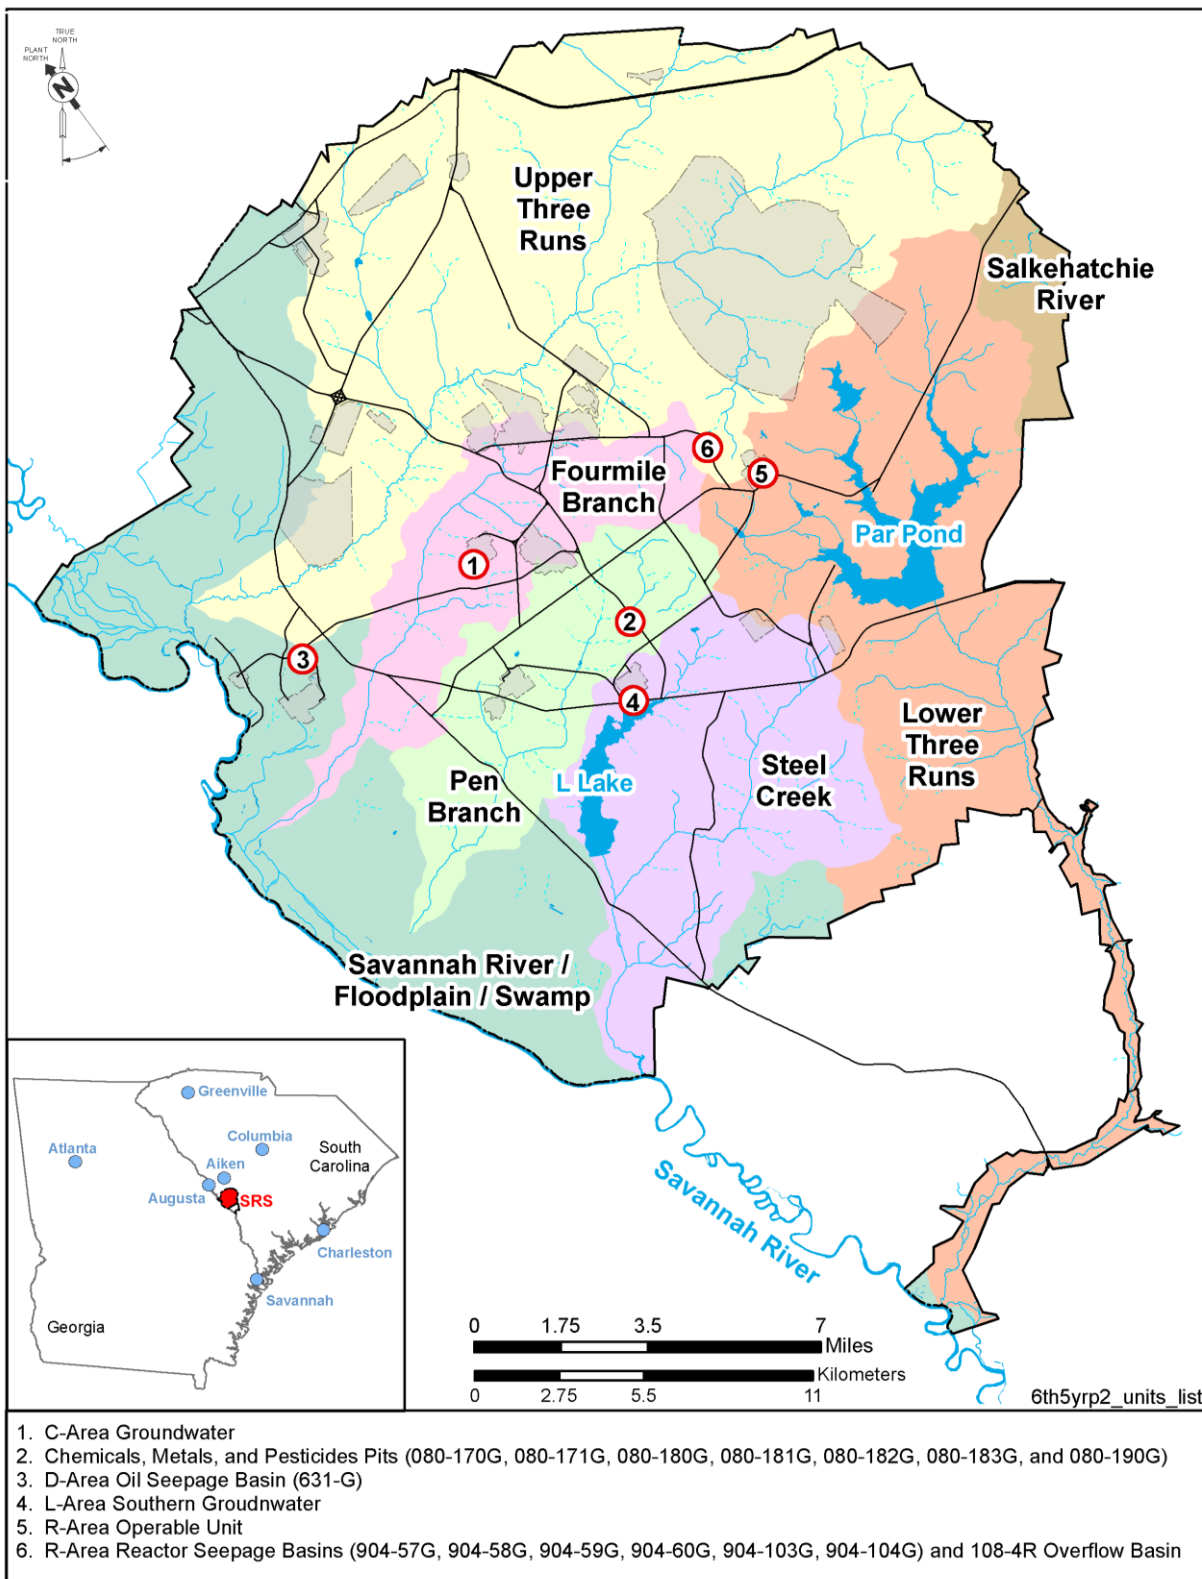 TRUE
NORTH
PLANT
NORTH
N
Upper
Three
Runs
Salkehatchie
River
Fourmile
Branch
6
5
Par Pond
1
2
3
4
Lower
Three
Runs
Steel
Creek
L Lake
Pen
Branch
Savannah River /
Floodplain / Swamp
Savannah River
Greenville
Columbia
Atlanta
South
Carolina
Aiken
Augusta
SRS
Charleston
Savannah
Georgia
0 1.75 3.5 7
Miles
Kilometers
0 2.75 5.5 11
6th5yrp2_units_list
1. C-Area Groundwater
2. Chemicals, Metals, and Pesticides Pits (080-170G, 080-171G, 080-180G, 080-181G, 080-182G, 080-183G, and 080-190G)
3. D-Area Oil Seepage Basin (631-G)
4. L-Area Southern Groudnwater
5. R-Area Operable Unit
6. R-Area Reactor Seepage Basins (904-57G, 904-58G, 904-59G, 904-60G, 904-103G, 904-104G) and 108-4R Overflow Basin